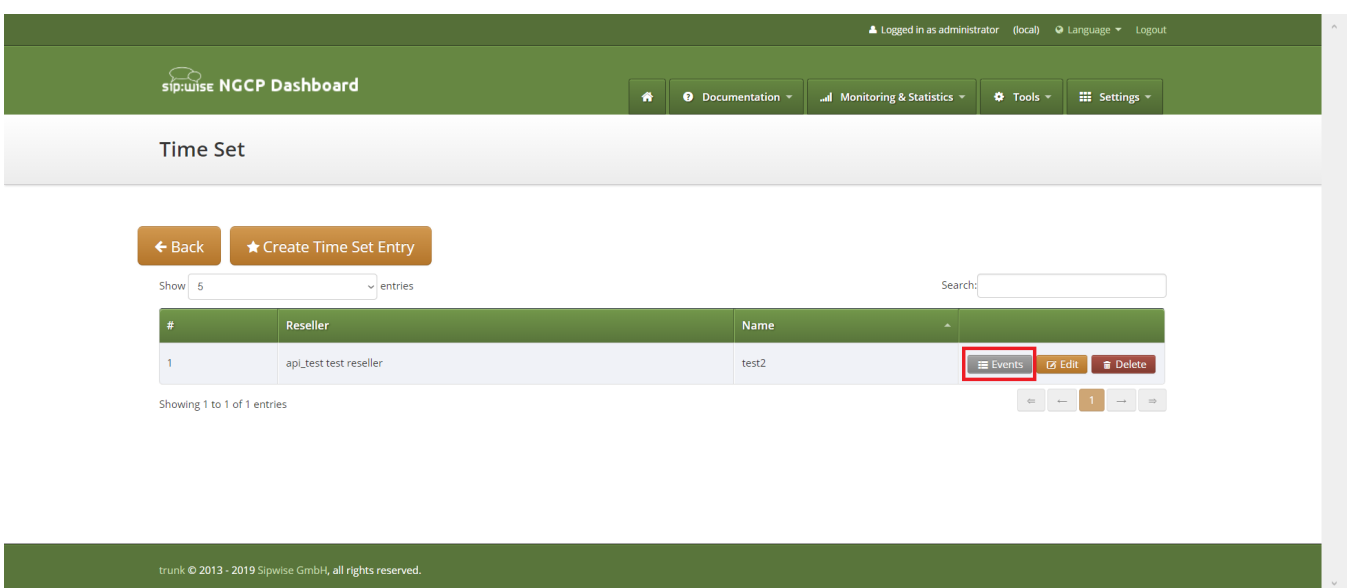 Logged in as administrator (local) Language Logout
sip:wise NGCP Dashboard
Documentation Monitoring & Statistics Tools Settings
Time Set
Back Create Time Set Entry
Show 5 entries Search:
# Reseller Name
1 api_test test reseller test2 Events Edit Delete
Showing 1 to 1 of 1 entries ⇐ ← 1 → ⇒
trunk © 2013 - 2019 Sipwise GmbH, all rights reserved.